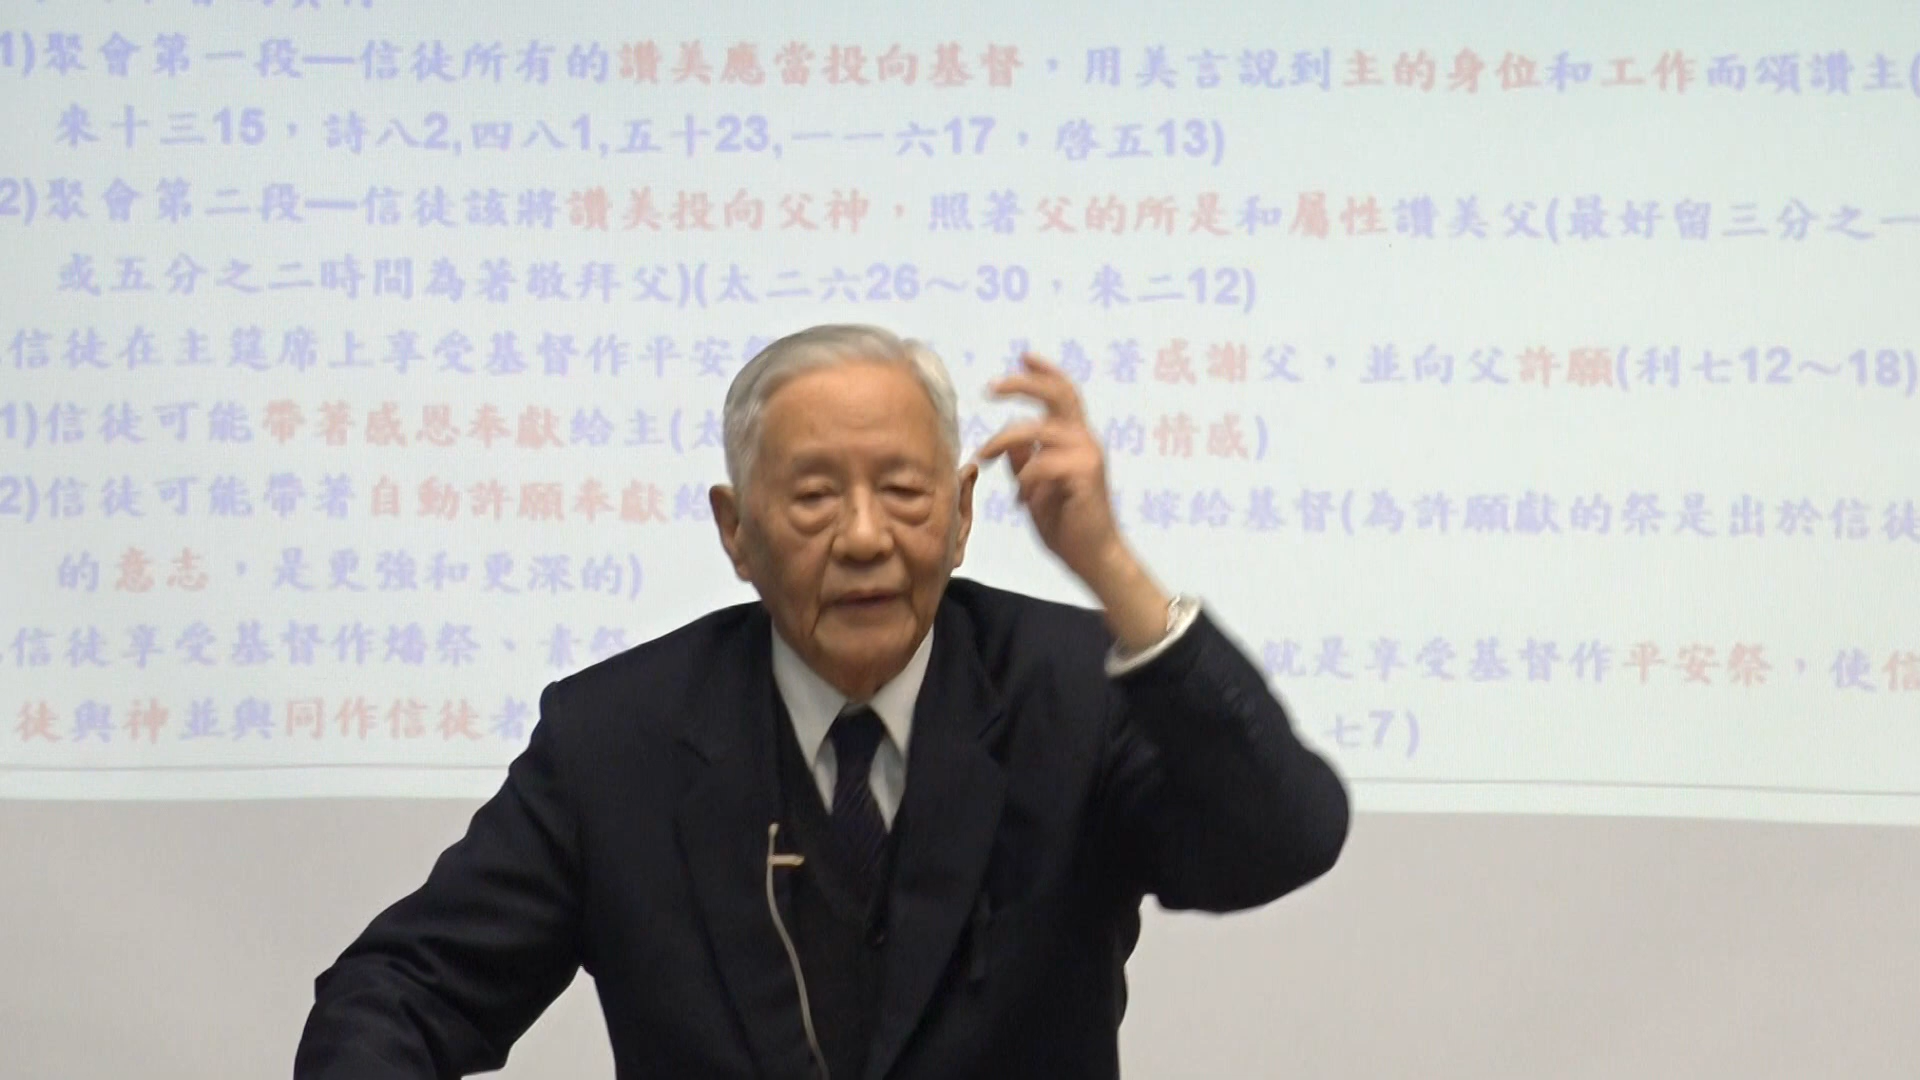 1)聚會第一段—信徒所有的讚美應當投向基督，用美言說到主的身位和工作而頌讚主(
來十三15，詩八2,四八1,五十23,一一六17，啓五13)
2)聚會第二段—信徒該將讚美投向父神，照著父的所是和屬性讚美父(最好留三分之一
或五分之二時間為著敬拜父)(太二六26～30，來二12)
信徒在主筵席上享受基督作平安 ，是為著感謝父，並向父許願(利七12～18)
1)信徒可能帶著感恩奉獻給主(太 的情感)
2)信徒可能帶著自動許願奉獻給 的 嫁給基督(為許願獻的祭是出於信徒
的意志，是更強和更深的)
信徒享受基督作燔祭、素祭 就是享受基督作平安祭，使信
徒與神並與同作信徒者 七7)